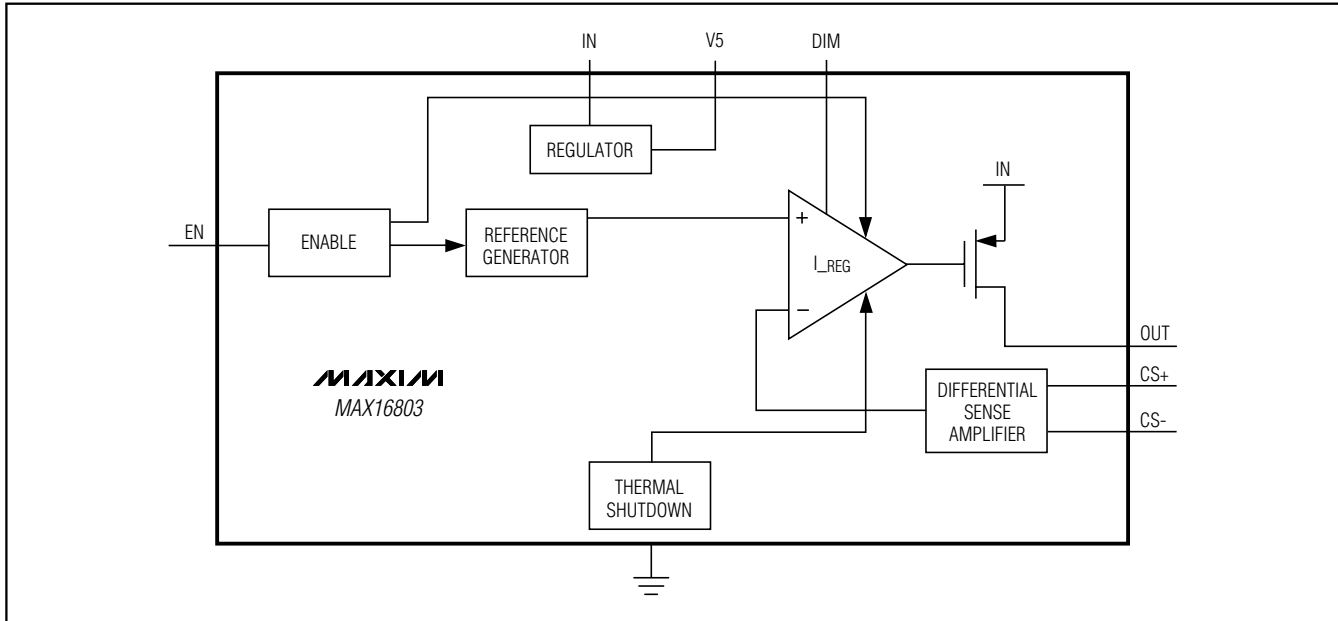 IN
V5
DIM
REGULATOR
IN
EN
ENABLE
REFERENCE
GENERATOR
+
I_REG
−
OUT
CS+
MAXIM
MAX16803
DIFFERENTIAL
SENSE
AMPLIFIER
CS-
THERMAL
SHUTDOWN